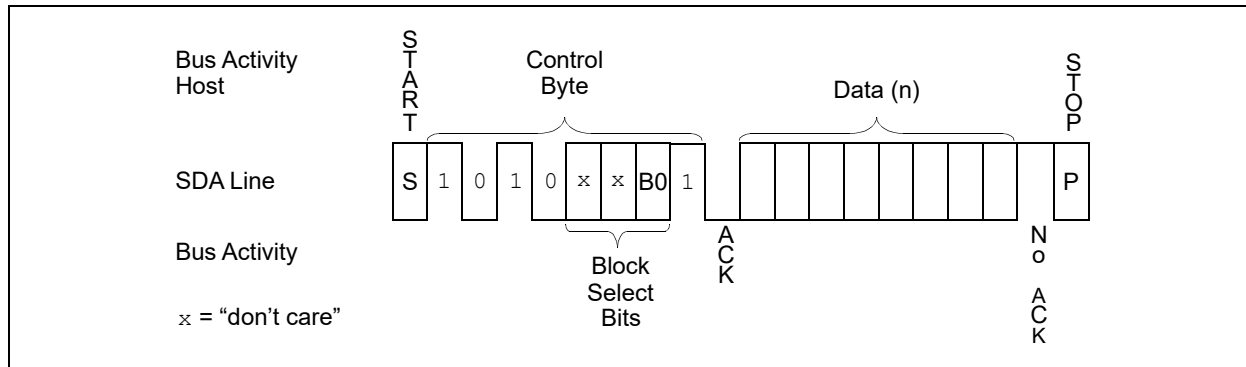 Bus Activity
Host
START
Control
Byte
Data (n)
STOP
SDA Line
S 1 0 1 0 x x B0 1 P
Bus Activity
ACK
No ACK
Block
Select
Bits
x = “don’t care”